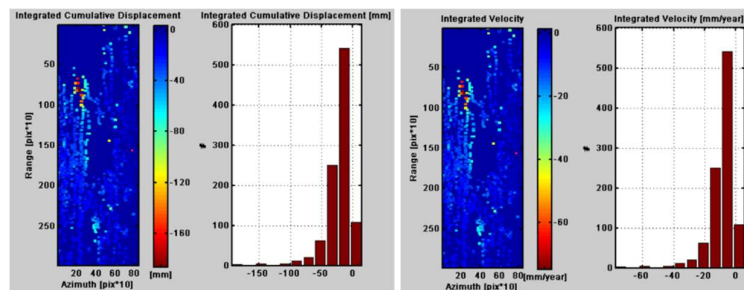 Integrated Cumulative Displacement
0
50
100
150
200
250
Range [pix*10]
20 40 60 80
Azimuth [pix*10]
0
-40
-80
-120
-160
[mm]
Integrated Cumulative Displacement [mm]
600
500
400
300
200
100
0
#
-150 -100 -50 0
Integrated Velocity
0
50
100
150
200
250
Range [pix*10]
20 40 60 80
Azimuth [pix*10]
0
-20
-40
-60
[mm/year]
Integrated Velocity [mm/year]
600
500
400
300
200
100
0
#
-60 -40 -20 0